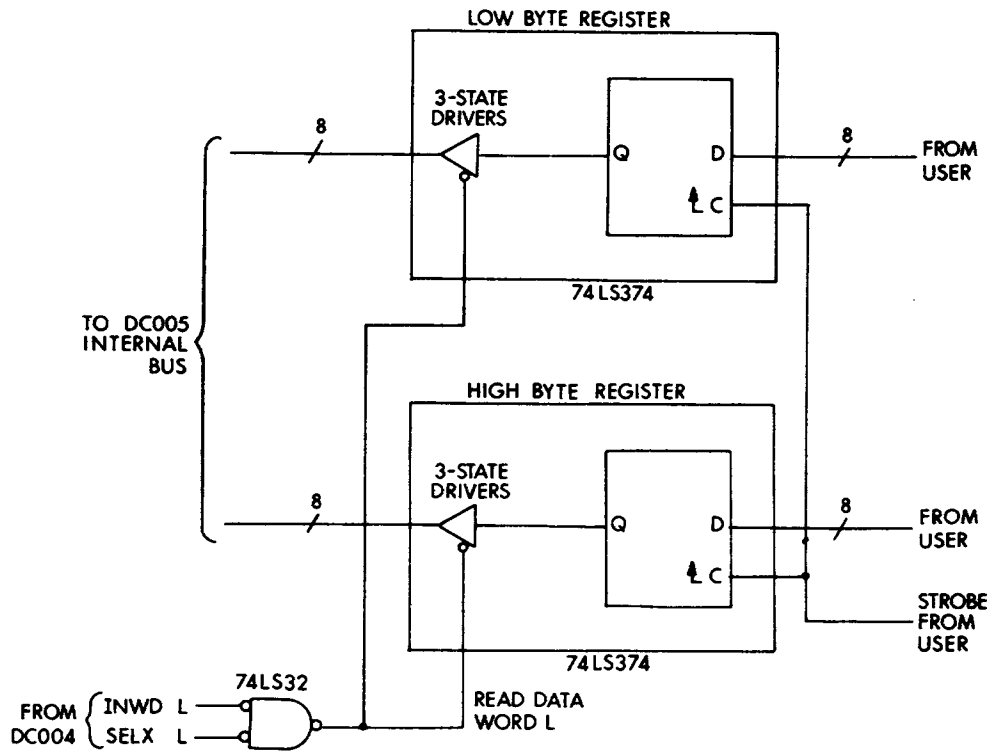 LOW BYTE REGISTER
3-STATE
DRIVERS
8
Q
D
8
FROM
USER
C
74LS374
TO DC005
INTERNAL
BUS
HIGH BYTE REGISTER
3-STATE
DRIVERS
8
Q
D
8
FROM
USER
C
STROBE
FROM
USER
74LS374
74LS32
READ DATA
WORD L
FROM
DC004
INWD L
SELX L